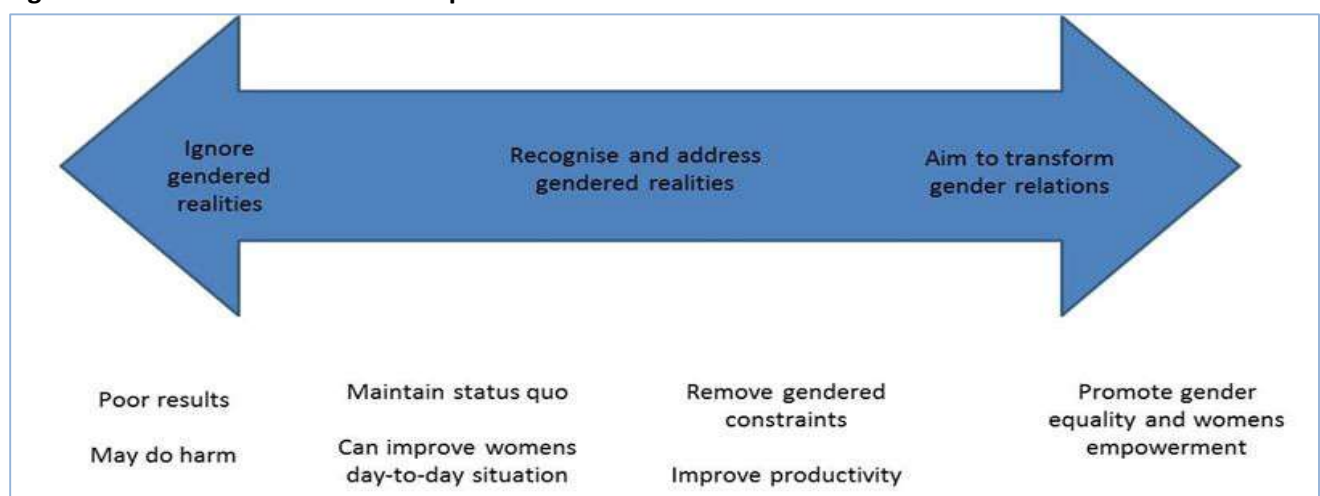 Ignore
gendered
realities
Recognise and address
gendered realities
Aim to transform
gender relations
Poor results
May do harm
Maintain status quo
Can improve womens
day-to-day situation
Remove gendered
constraints
Improve productivity
Promote gender
equality and womens
empowerment